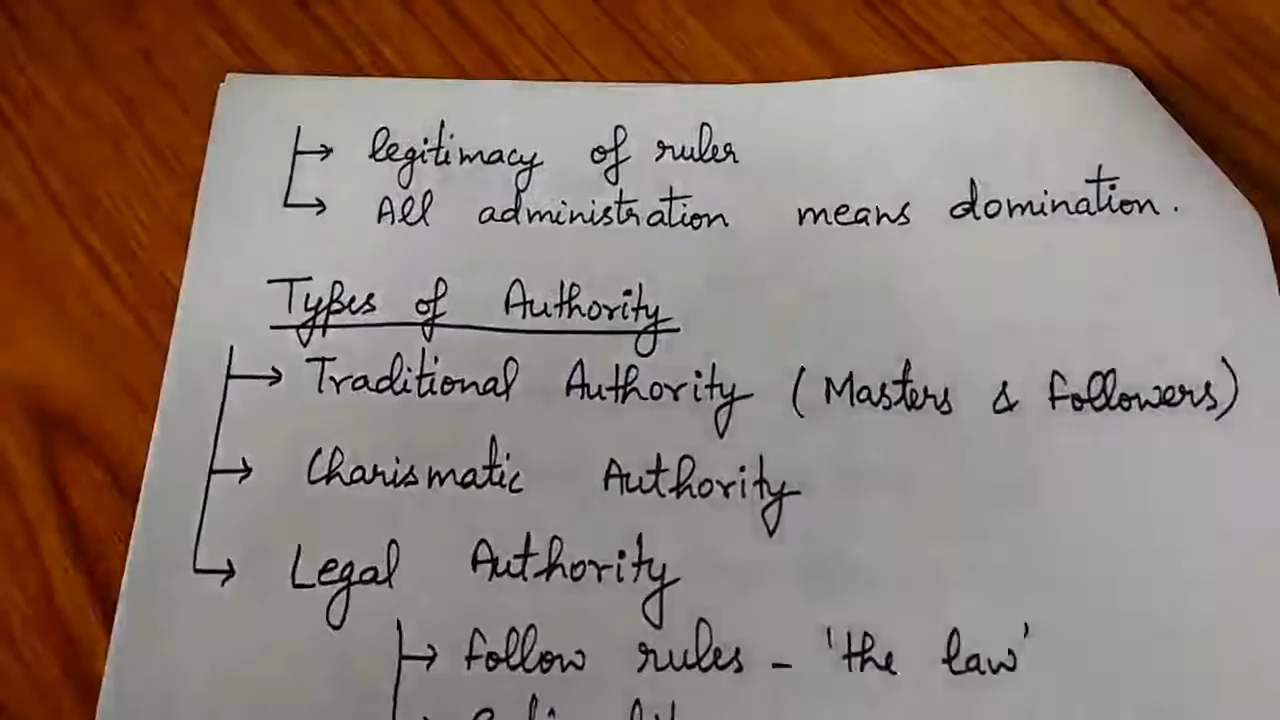 legitimacy of ruler
All administration means domination.
Types of Authority
Traditional Authority (Masters & followers)
Charismatic Authority
Legal Authority
follow rules - 'the law'